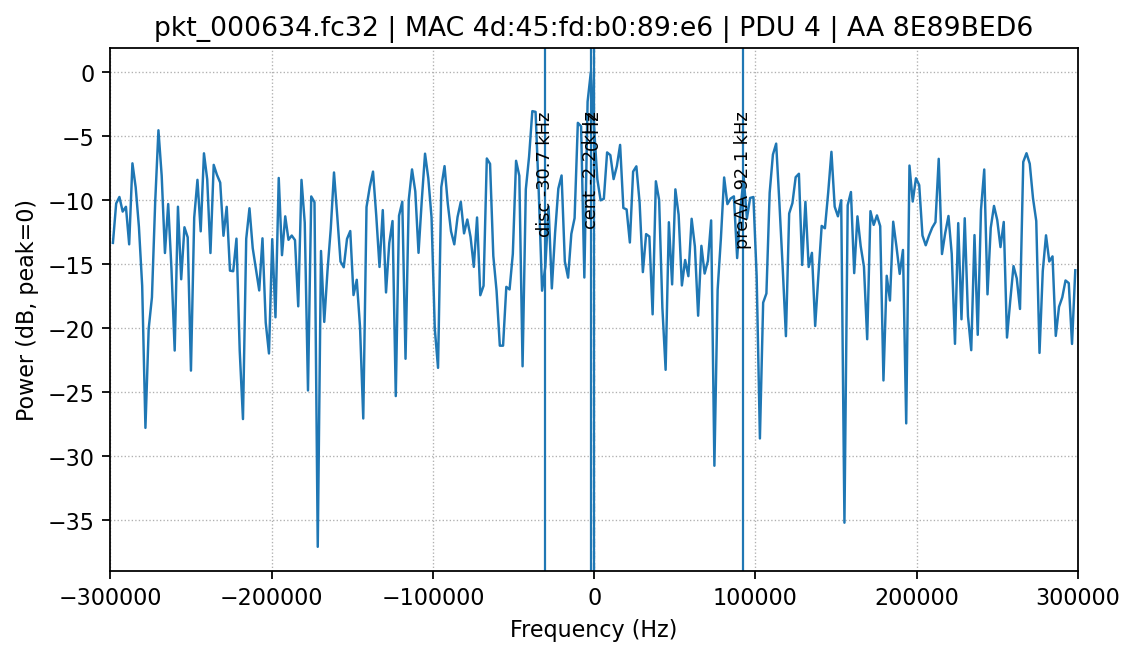 pkt_000634.fc32 | MAC 4d:45:fd:b0:89:e6 | PDU 4 | AA 8E89BED6
Power (dB, peak=0)
0
−5
−10
−15
−20
−25
−30
−35
disc -30.7 kHz
cent -2.20kHz
preAA 92.1 kHz
−300000
−200000
−100000
0
100000
200000
300000
Frequency (Hz)